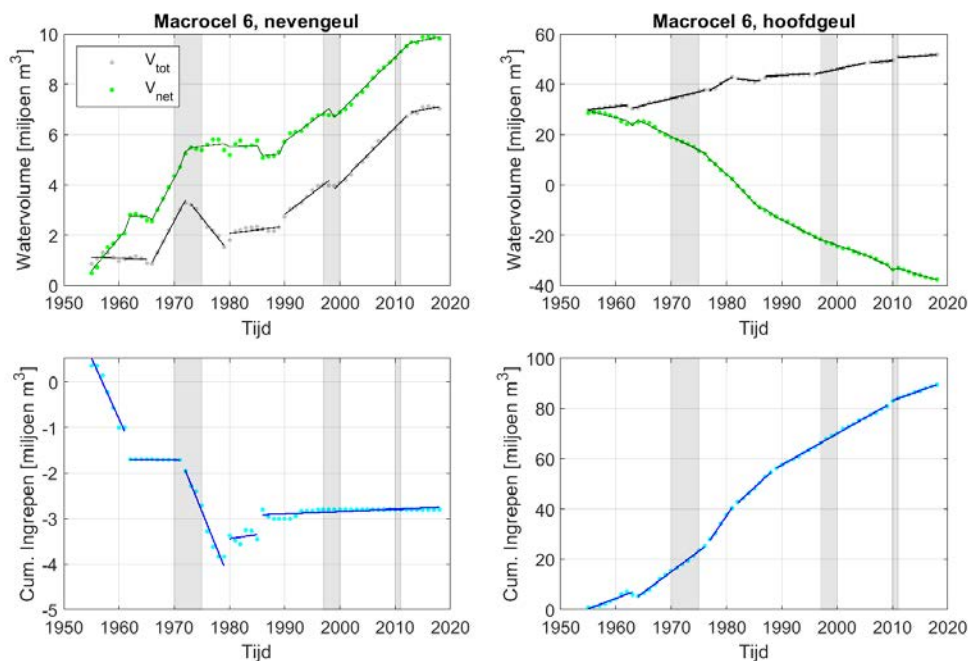 Macrocel 6, nevengeul
Watervolume [miljoen m³]
10
8
6
4
2
0
V_tot
V_net
1950 1960 1970 1980 1990 2000 2010 2020
Tijd
Macrocel 6, hoofdgeul
Watervolume [miljoen m³]
60
40
20
0
-20
-40
1950 1960 1970 1980 1990 2000 2010 2020
Tijd
Cum. Ingrepen [miljoen m³]
0
-1
-2
-3
-4
-5
1950 1960 1970 1980 1990 2000 2010 2020
Tijd
Cum. Ingrepen [miljoen m³]
100
80
60
40
20
0
1950 1960 1970 1980 1990 2000 2010 2020
Tijd